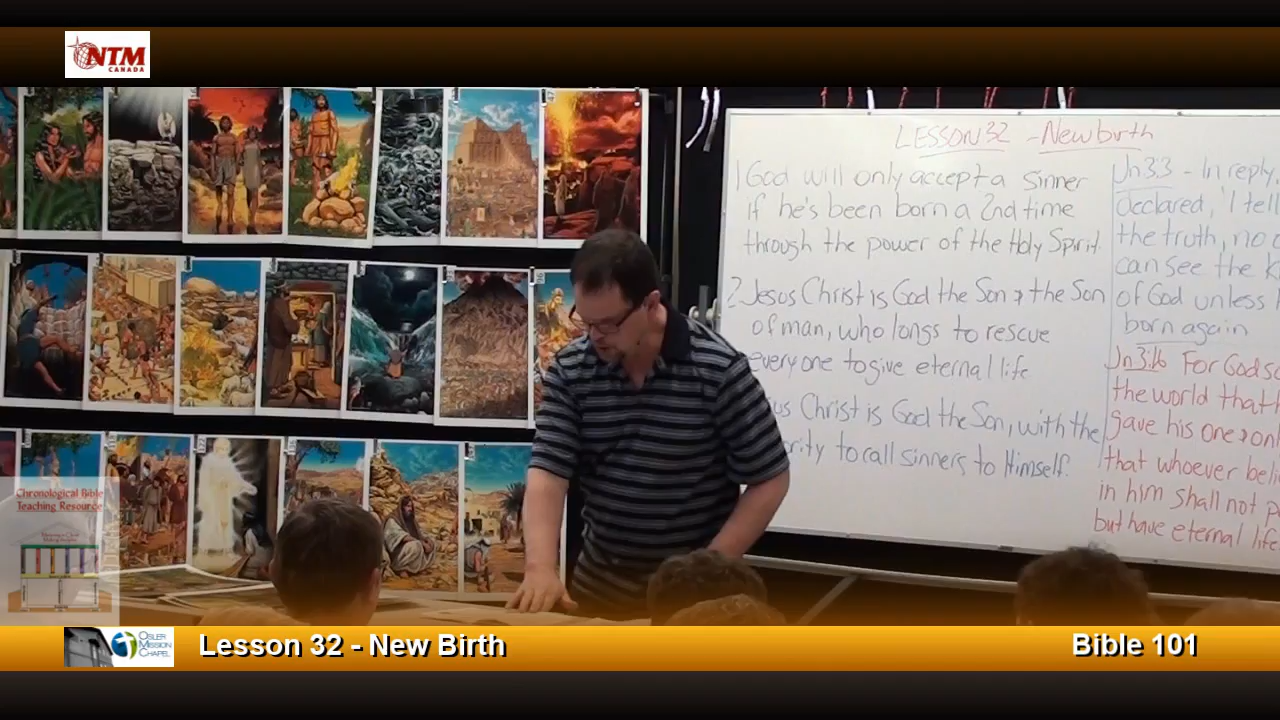 NTM
CANADA
LESSON 32 - New birth
1 God will only accept a sinner
if he's been born a 2nd time
through the power of the Holy Spirit
2 Jesus Christ is God the Son & the Son
of man, who longs to rescue
everyone to give eternal life
Christ is God the Son, with the
to call sinners to Himself.
Jn 3:3 - In reply,
declared, 'I tell
the truth, no
can see the
of God unless
born again
Jn 3:16 For God so
the world that
gave his one &
that whoever
in him shall not
but have eternal life
Chronological Bible
Teaching Resource
OSLER
MISSION
CHAPEL
Lesson 32 - New Birth
Bible 101